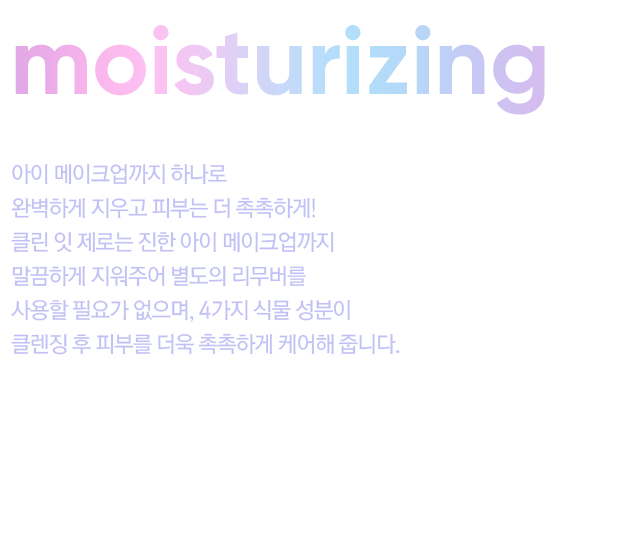 moisturizing
아이 메이크업까지 하나로
완벽하게 지우고 피부는 더 촉촉하게!
클린 잇 제로는 진한 아이 메이크업까지
말끔하게 지워주어 별도의 리무버를
사용할 필요가 없으며, 4가지 식물 성분이
클렌징 후 피부를 더욱 촉촉하게 케어해 줍니다.